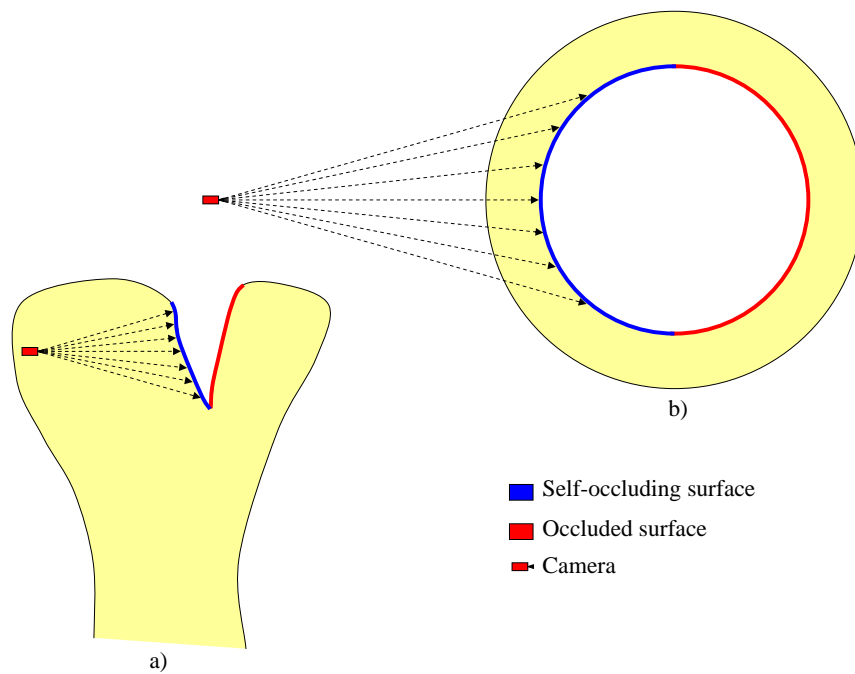 b)
Self-occluding surface
Occluded surface
Camera
a)